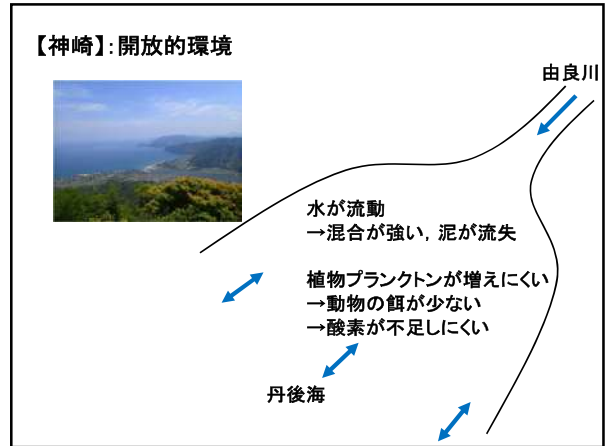 【神崎】：開放的環境
由良川
水が流動
→混合が強い，泥が流失
植物プランクトンが増えにくい
→動物の餌が少ない
→酸素が不足しにくい
丹後海